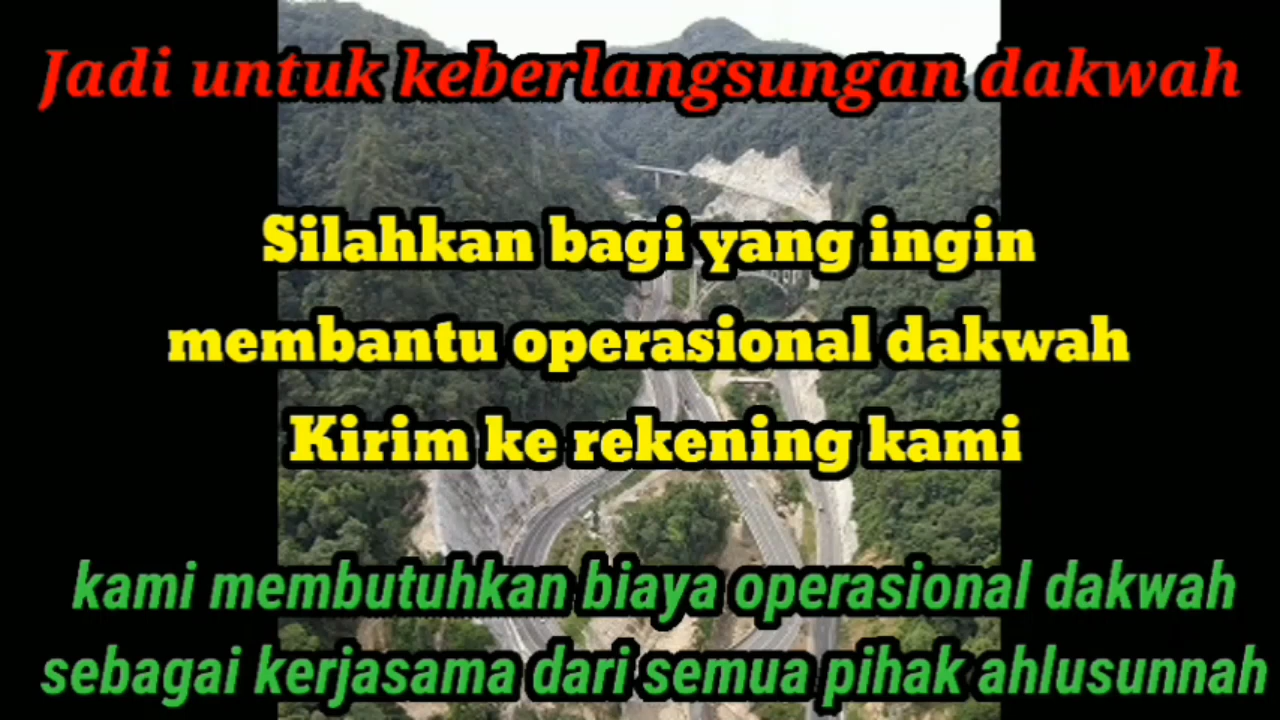 Jadi untuk keberlangsungan dakwah
Silahkan bagi yang ingin
membantu operasional dakwah
Kirim ke rekening kami
kami membutuhkan biaya operasional dakwah
sebagai kerjasama dari semua pihak ahlusunnah